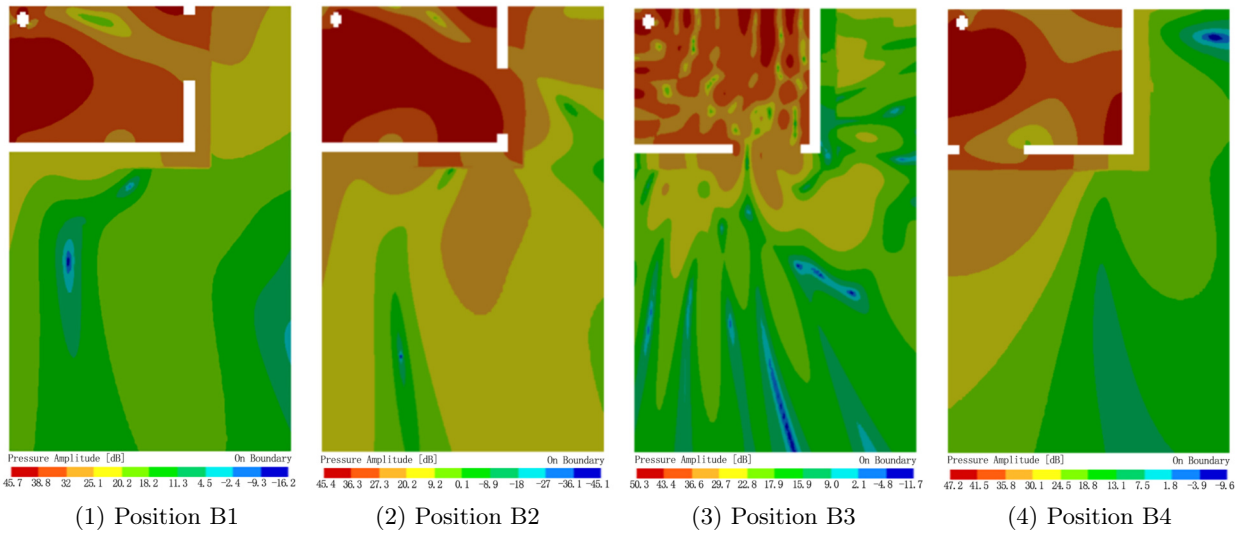 Pressure Amplitude [dB] On Boundary
45.7 38.8 32 25.1 20.2 18.2 11.3 4.5 -2.4 -9.3 -16.2
(1) Position B1
Pressure Amplitude [dB] On Boundary
45.4 36.3 27.3 20.2 9.2 0.1 -8.9 -18 -27 -36.1 -45.1
(2) Position B2
Pressure Amplitude [dB] On Boundary
50.3 43.4 36.6 29.7 22.8 15.9 15.9 9.0 2.1 -4.8 -11.7
(3) Position B3
Pressure Amplitude [dB] On Boundary
47.2 41.5 35.8 30.1 24.5 18.8 13.1 7.5 1.8 -3.9 -9.6
(4) Position B4